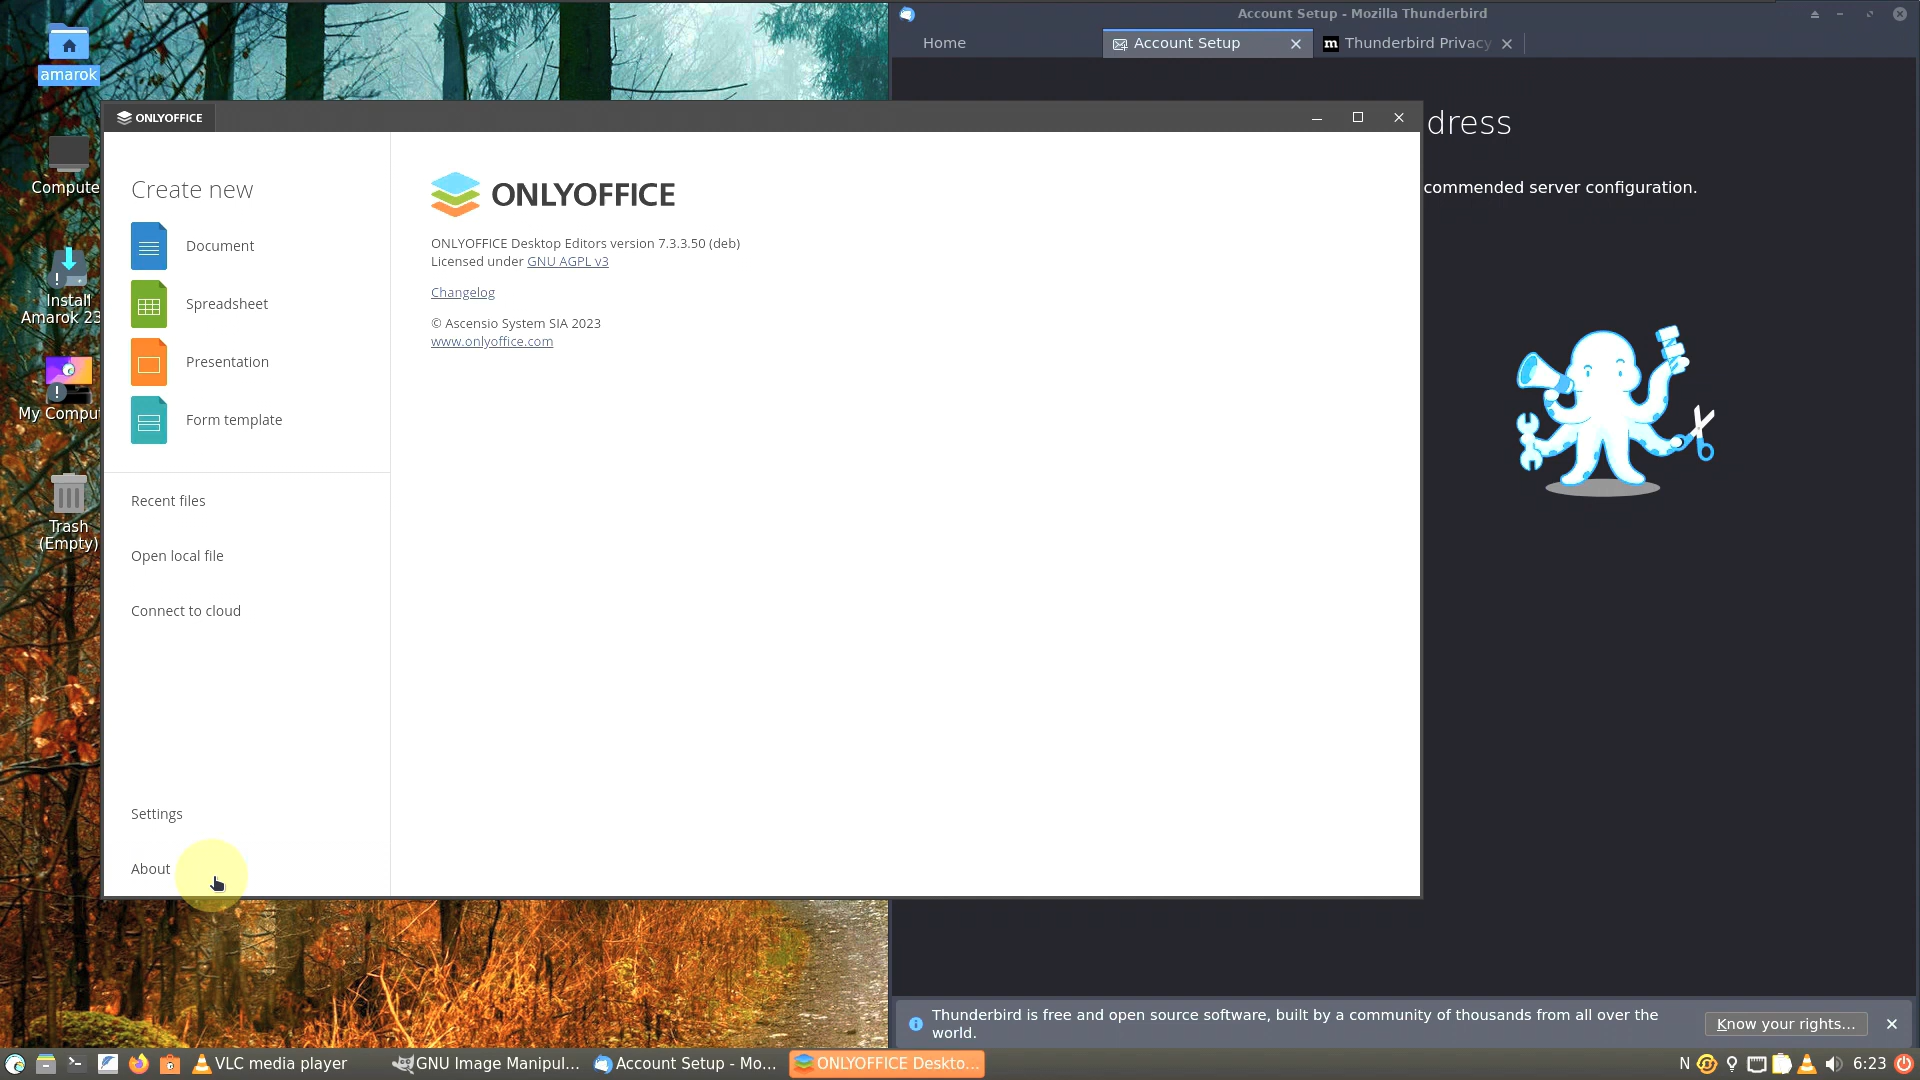 amarok
Compute
Install
Amarok 23
My Comput
Trash
(Empty)
Account Setup - Mozilla Thunderbird
Home
Account Setup
m Thunderbird Privacy
dress
commended server configuration.
ONLYOFFICE
Create new
Document
Spreadsheet
Presentation
Form template
Recent files
Open local file
Connect to cloud
Settings
About
ONLYOFFICE
ONLYOFFICE Desktop Editors version 7.3.3.50 (deb)
Licensed under GNU AGPL v3
Changelog
© Ascensio System SIA 2023
www.onlyoffice.com
Thunderbird is free and open source software, built by a community of thousands from all over the
world.
Know your rights...
VLC media player
GNU Image Manipul...
Account Setup - Mo...
ONLYOFFICE Deskto...
N
6:23